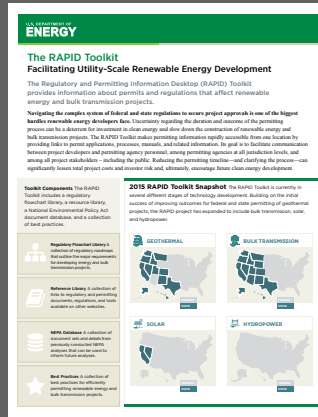 U.S. DEPARTMENT OF
ENERGY
The RAPID Toolkit
Facilitating Utility-Scale Renewable Energy Development
The Regulatory and Permitting Information Desktop (RAPID) Toolkit
provides information about permits and regulations that affect renewable
energy and bulk transmission projects.
Navigating the complex system of federal and state regulations to secure project approvals is one of the biggest
hurdles renewable energy developers face. Uncertainty regarding the duration and outcome of the permitting
process can be a deterrent for investment in clean energy and slow down the construction of renewable energy and
bulk transmission projects. The RAPID Toolkit makes permitting information rapidly accessible from one location by
providing links to permit applications, processes, manuals, and related information. Its goal is to facilitate communication
between project developers and permitting agency personnel, among permitting agencies at all jurisdiction levels, and
among all project stakeholders – including the public. Reducing the permitting timeline—and clarifying the process—can
significantly lessen total project costs and investor risk and, ultimately, encourage future clean energy development.
Toolkit Components The RAPID
Toolkit includes a regulatory
flowchart library, a resource library,
a National Environmental Policy Act
document database, and a collection
of best practices.
Regulatory Flowchart Library A
collection of regulatory roadmaps
that outline the major requirements
for developing energy and bulk
transmission projects.
Reference Library A collection of
links to regulatory and permitting
documents, regulations, and tools
available on other websites.
NEPA Database A collection of
document sets and details from
previously conducted NEPA
analyses that can be used to
inform future analyses.
Best Practices A collection of
best practices for efficiently
permitting renewable energy and
bulk transmission projects.
2015 RAPID Toolkit Snapshot The RAPID Toolkit is currently in
several different stages of technology development. Building on the initial
success of improving outcomes for federal and state permitting of geothermal
projects, the RAPID project has expanded to include bulk transmission, solar,
and hydropower.
GEOTHERMAL
BULK TRANSMISSION
SOLAR
HYDROPOWER